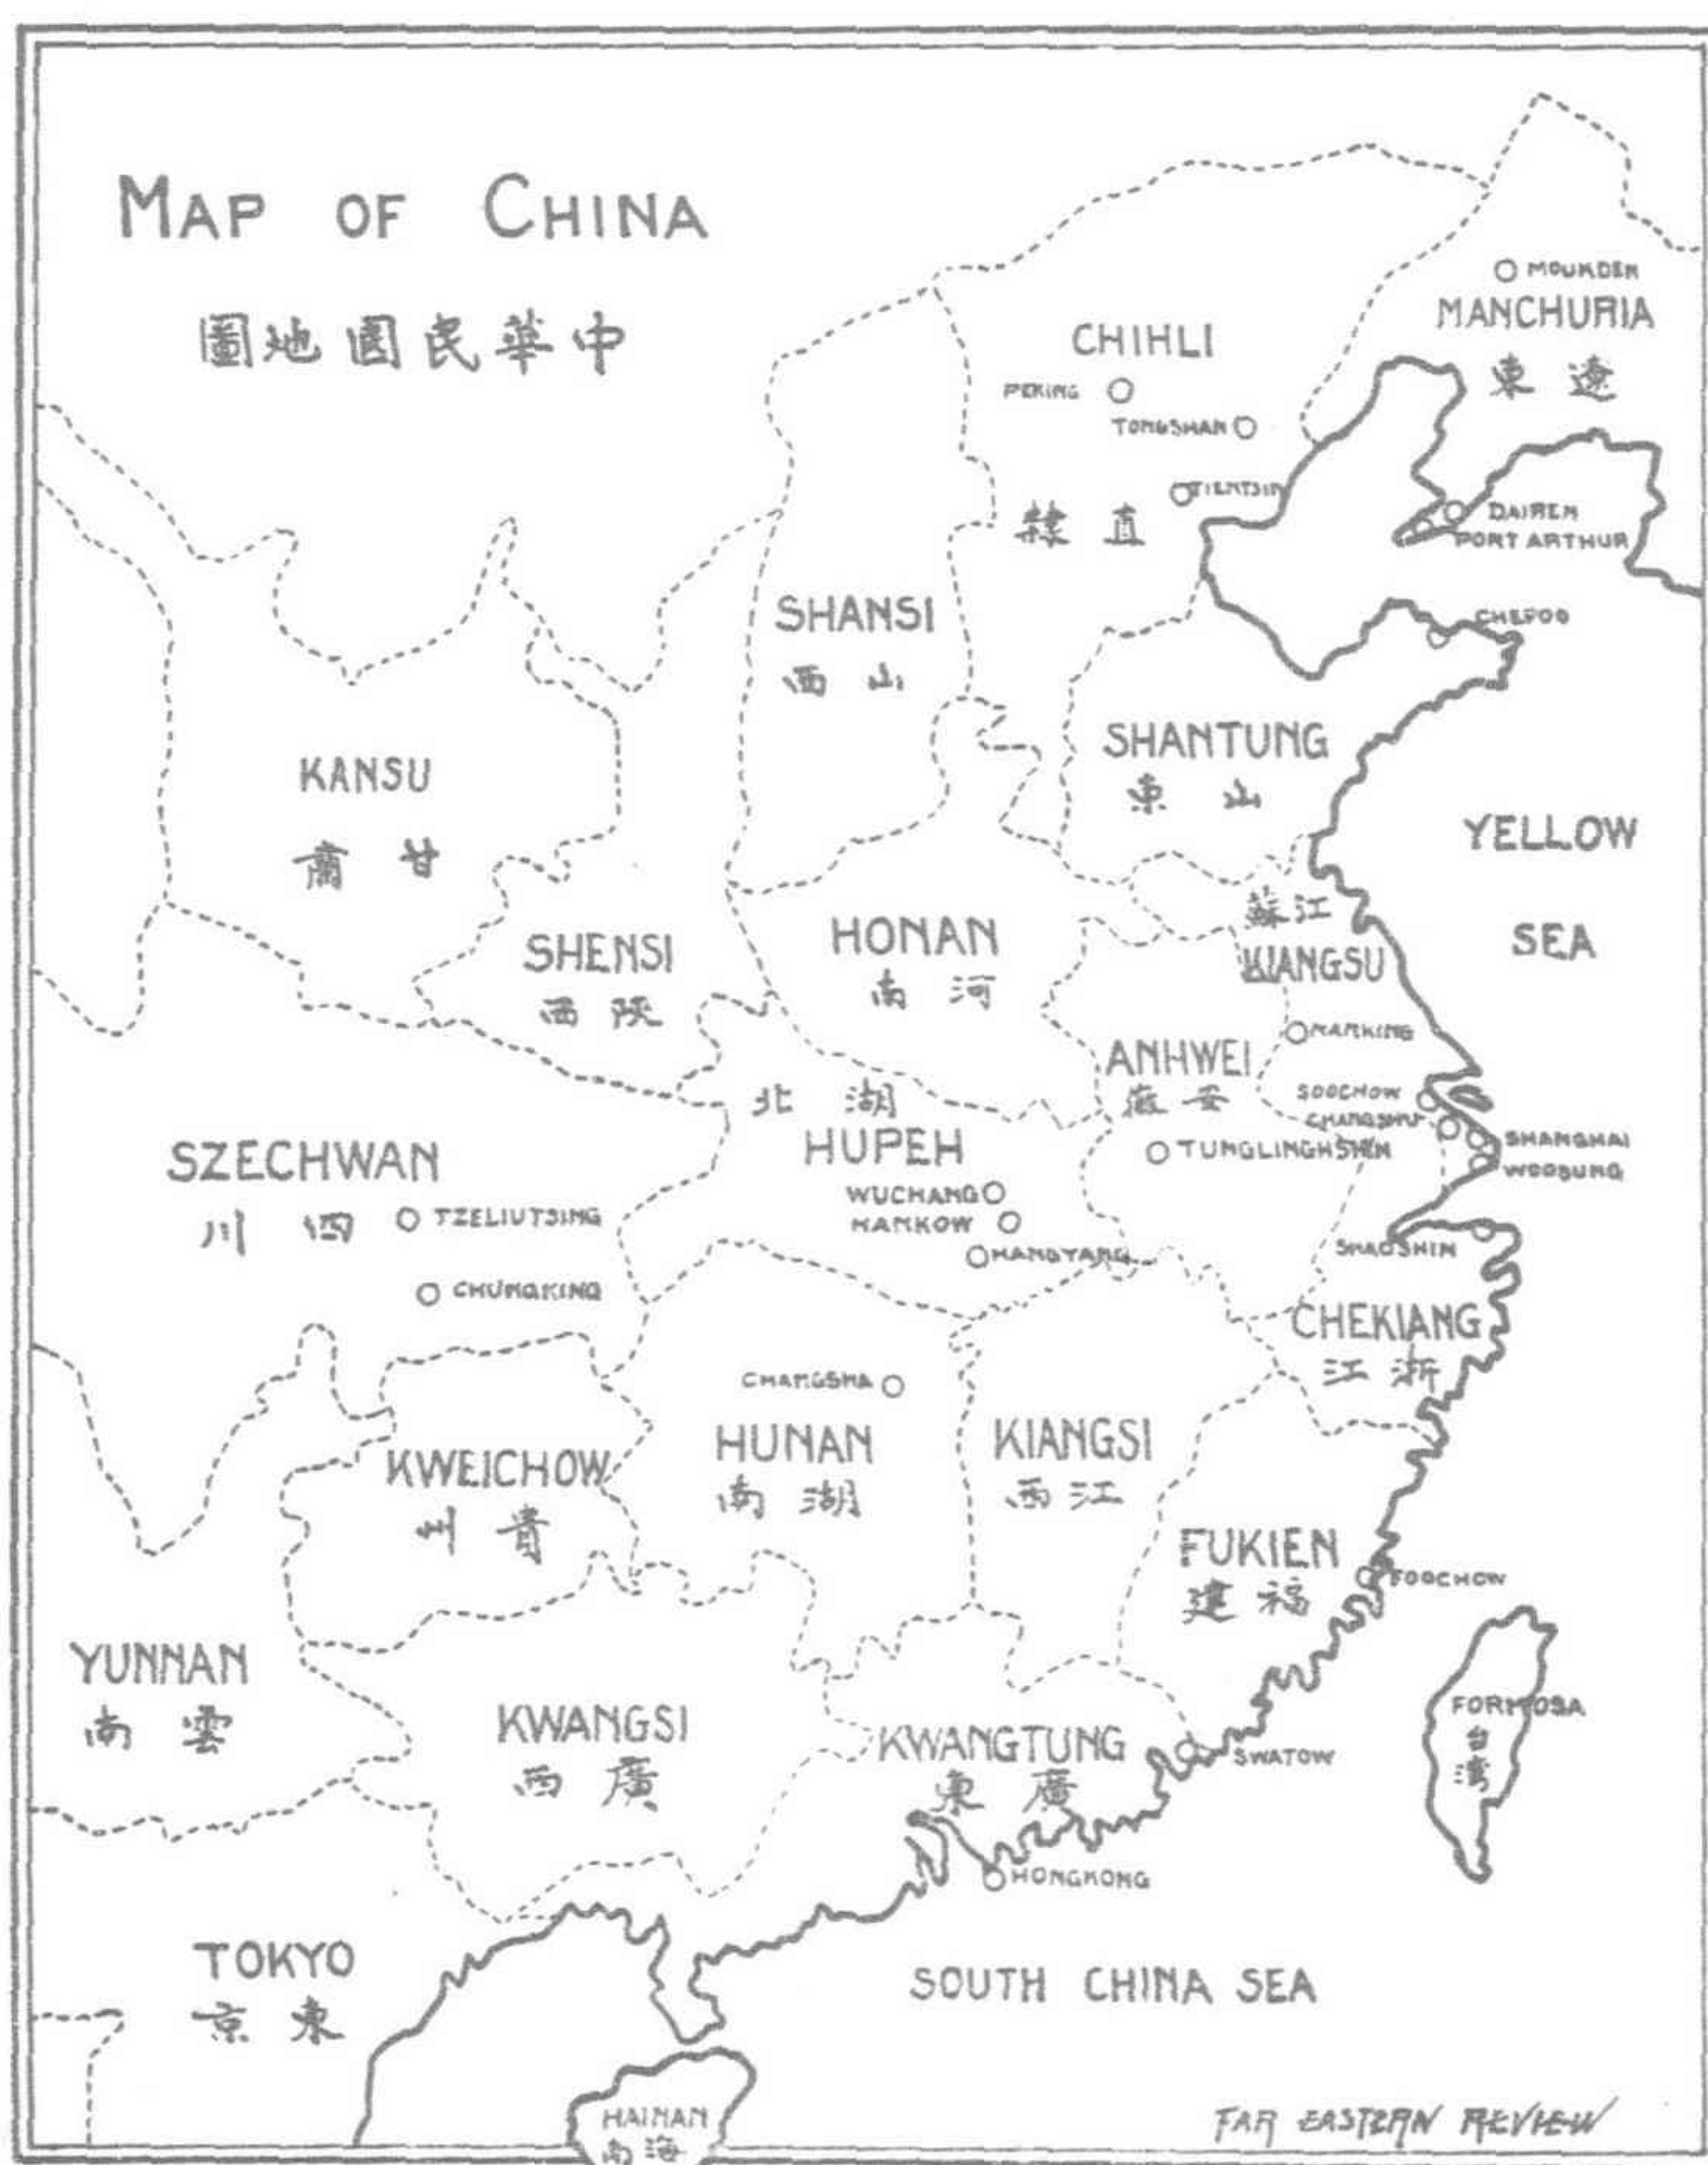 MAP OF CHINA
圖地國民華中
MOUKDEN
MANCHURIA
東遼
CHIHLI
PEKING
TONGSHAN
TIENTSIN
隸直
DAIREN
PORT ARTHUR
CHEFOO
SHANSI
西山
SHANTUNG
東山
KANSU
肅甘
YELLOW
SEA
蘇江
KIANGSU
HONAN
南河
SHENSI
西陝
NANKING
ANHWEI
徽安
北湖
HUPEH
SOOCHOW
CHANGSHU
SHANGHAI
WOOSUNG
TUNGLINGHSHIEN
SZECHWAN
川四
TZELIUTSING
CHUNGKING
WUCHANG
HANKOW
HANGYANG
SHAOSHIN
CHEKIANG
江浙
CHANGSHA
HUNAN
南湖
KIANGSI
西江
KWEICHOW
州貴
FUKIEN
建福
FOOCHOW
YUNNAN
南雲
KWANGSI
西廣
KWANGTUNG
東廣
SWATOW
FORMOSA
台
湾
HONGKONG
TOKYO
京東
SOUTH CHINA SEA
HAINAN
南海
FAR EASTERN REVIEW